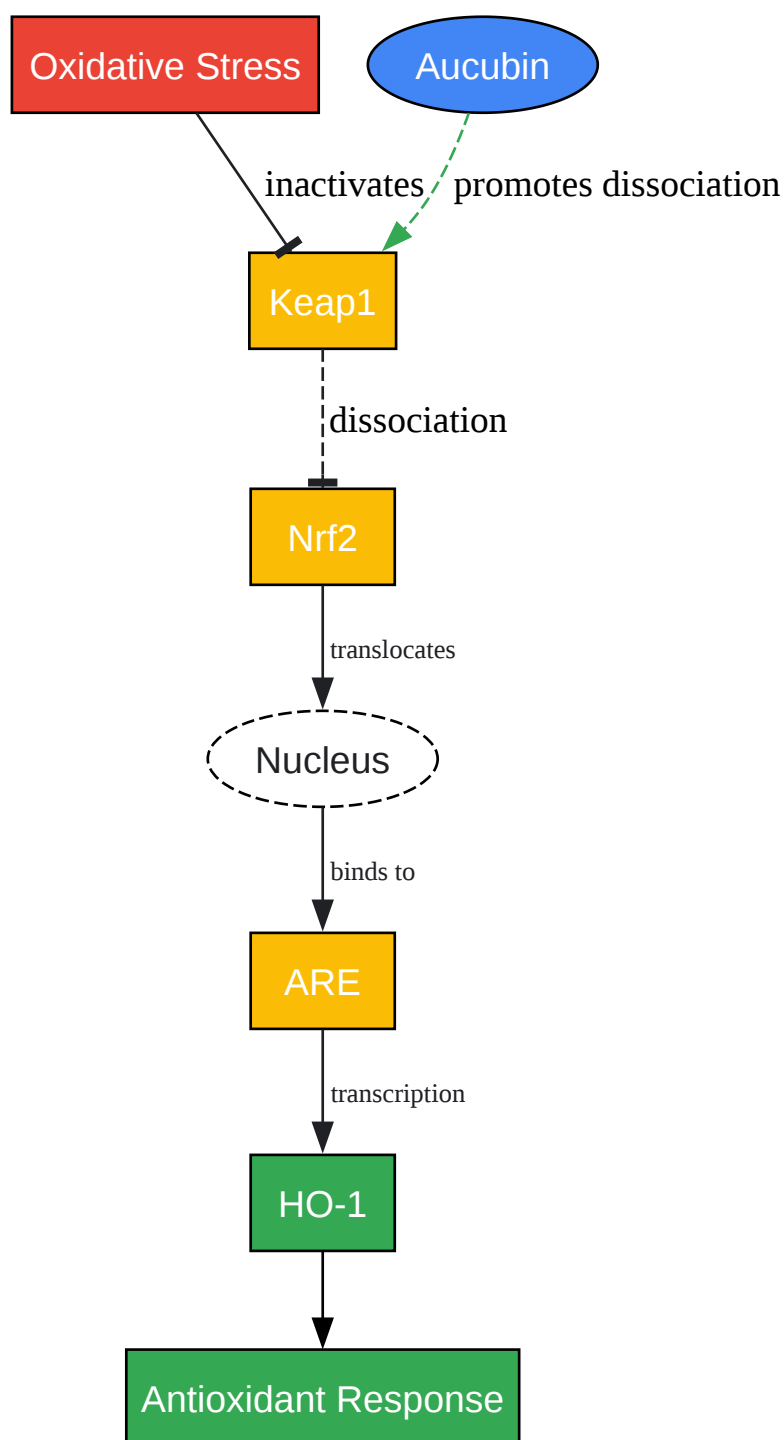 Oxidative Stress
Aucubin
inactivates
promotes dissociation
Keap1
dissociation
Nrf2
translocates
Nucleus
binds to
ARE
transcription
HO-1
Antioxidant Response